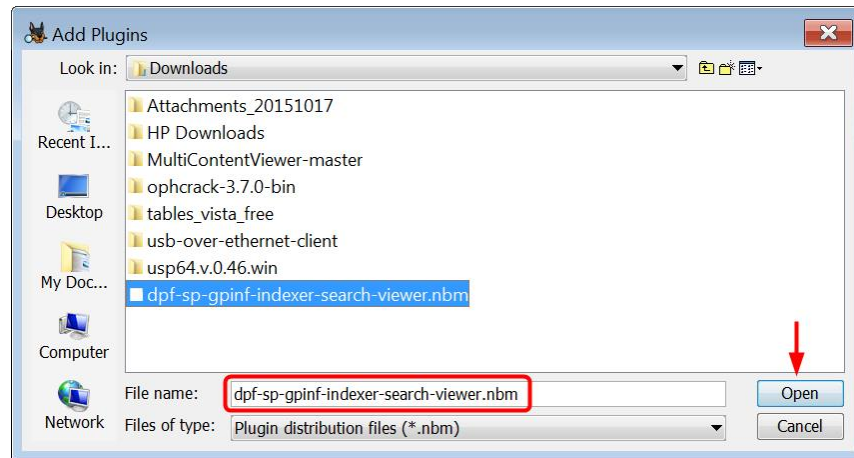 Add Plugins
Look in: Downloads
Recent I...
Desktop
My Doc...
Computer
Network
Attachments_20151017
HP Downloads
MultiContentViewer-master
ophcrack-3.7.0-bin
tables_vista_free
usb-over-ethernet-client
usp64.v.0.46.win
dpf-sp-gpinf-indexer-search-viewer.nbm
File name: dpf-sp-gpinf-indexer-search-viewer.nbm
Open
Files of type: Plugin distribution files (*.nbm)
Cancel